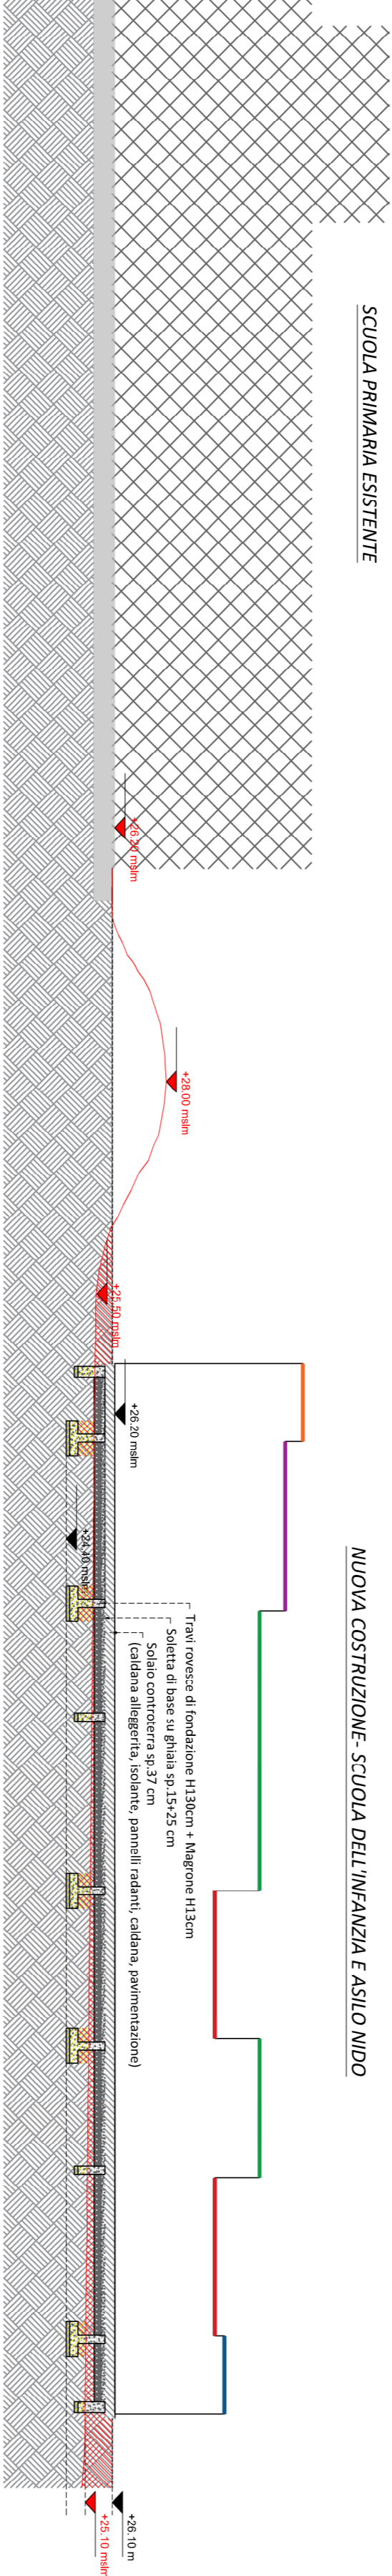 SCUOLA PRIMARIA ESISTENTE
NUOVA COSTRUZIONE- SCUOLA DELL'INFANZIA E ASILO NIDO
+26.20 mslm
+28.00 mslm
+25.50 mslm
+26.20 mslm
+24.40 mslm
Travi rovesce di fondazione H130cm + Magrone H13cm
Soletta di base su ghiaia sp.15+25 cm
Solaio controterra sp.37 cm
(caldana alleggerita, isolante, pannelli radanti, caldana, pavimentazione)
+26.10 m
+25.10 mslm